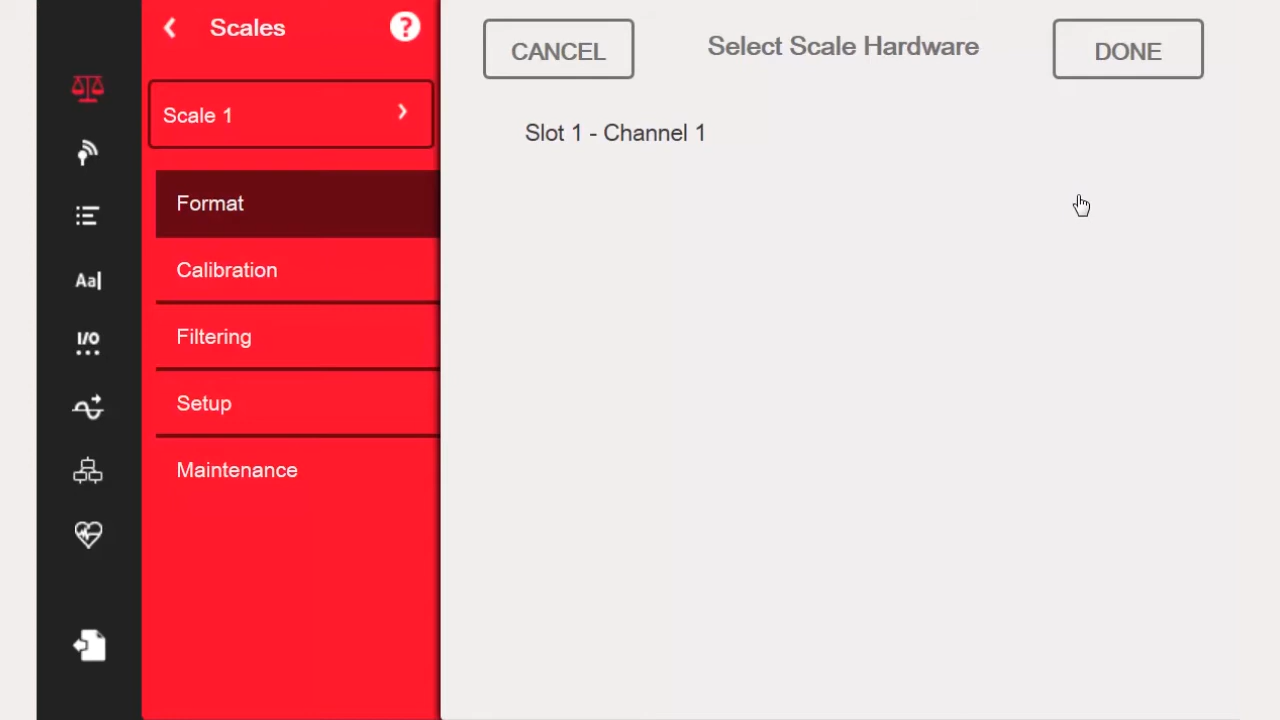 Scales
?
Scale 1
Format
Calibration
Filtering
Setup
Maintenance
Aa
I/O
CANCEL
Select Scale Hardware
DONE
Slot 1 - Channel 1